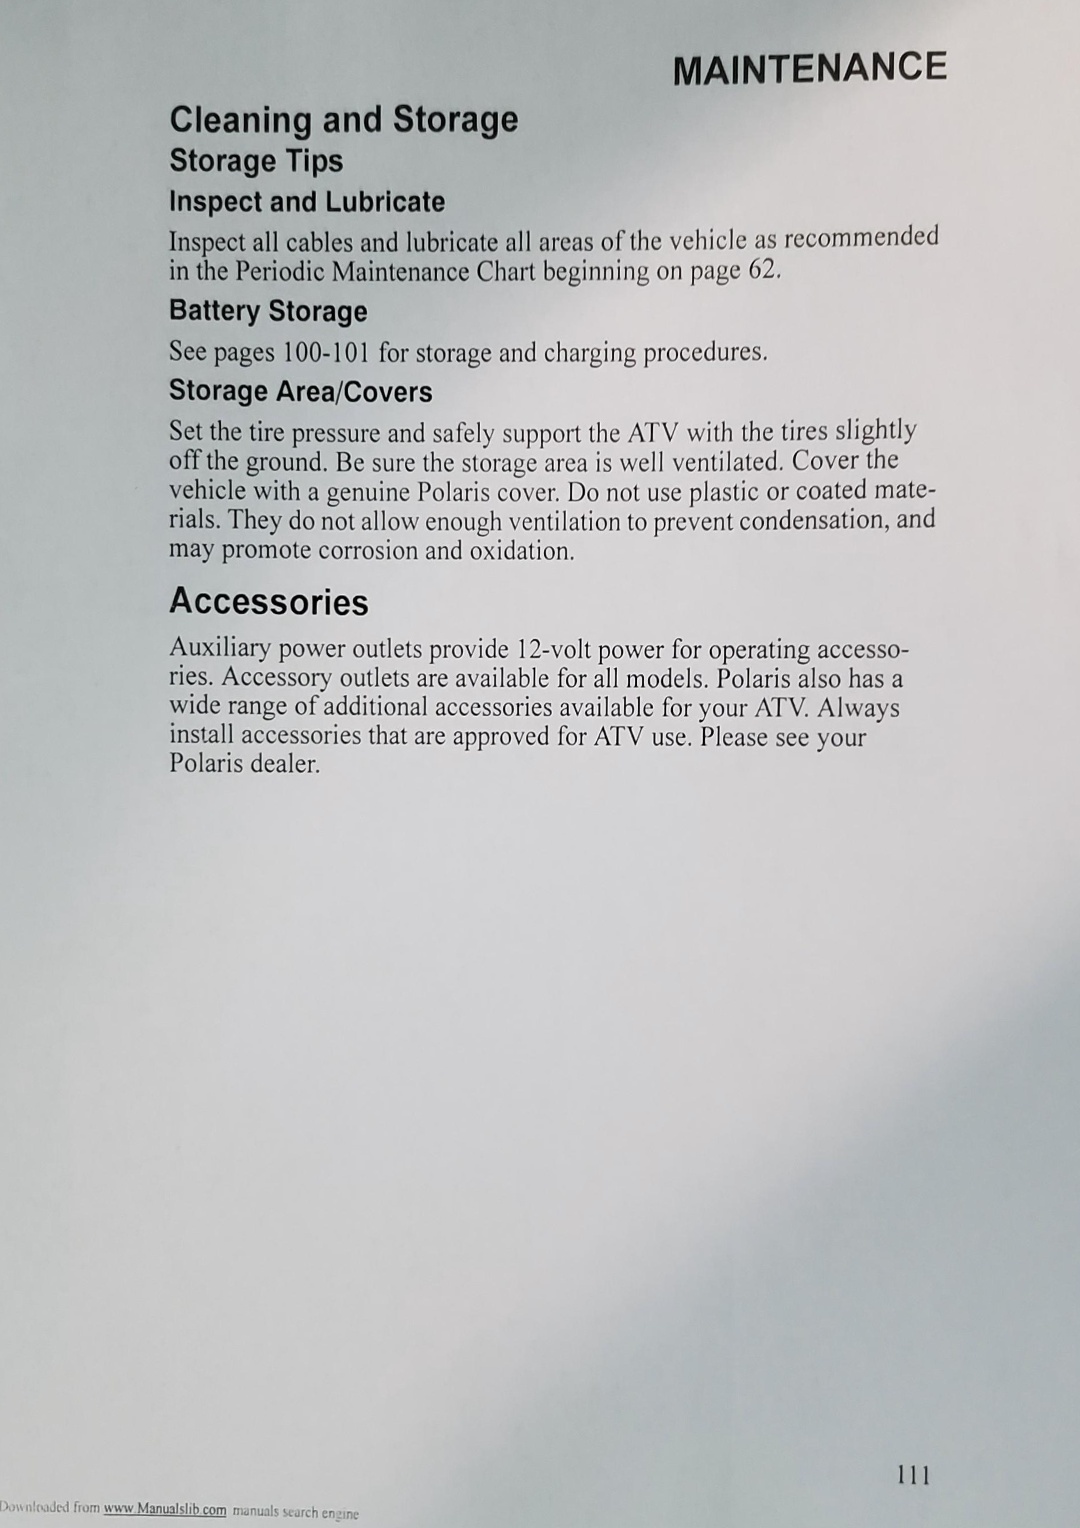 MAINTENANCE
Cleaning and Storage
Storage Tips
Inspect and Lubricate
Inspect all cables and lubricate all areas of the vehicle as recommended
in the Periodic Maintenance Chart beginning on page 62.
Battery Storage
See pages 100-101 for storage and charging procedures.
Storage Area/Covers
Set the tire pressure and safely support the ATV with the tires slightly
off the ground. Be sure the storage area is well ventilated. Cover the
vehicle with a genuine Polaris cover. Do not use plastic or coated mate-
rials. They do not allow enough ventilation to prevent condensation, and
may promote corrosion and oxidation.
Accessories
Auxiliary power outlets provide 12-volt power for operating accesso-
ries. Accessory outlets are available for all models. Polaris also has a
wide range of additional accessories available for your ATV. Always
install accessories that are approved for ATV use. Please see your
Polaris dealer.
111
Downloaded from www.Manualslib.com manuals search engine